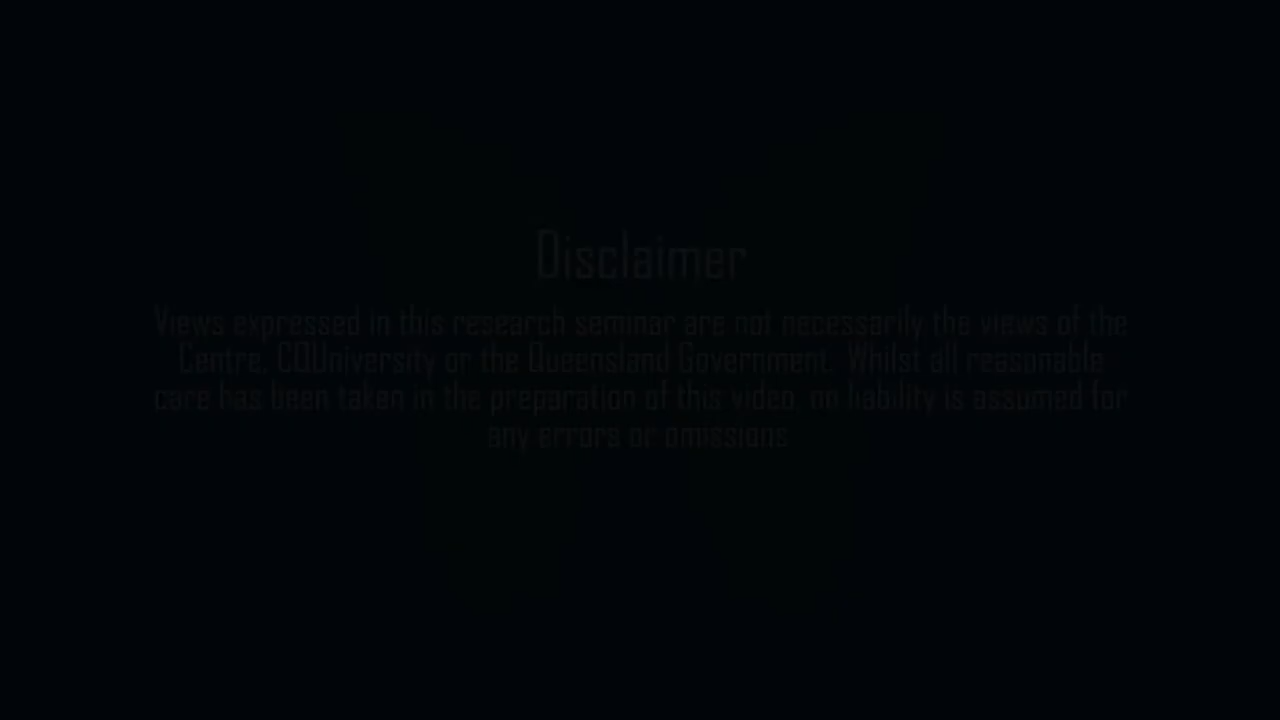 Disclaimer
Views expressed in this research seminar are not necessarily the views of the
Centre, CQUniversity or the Queensland Government. Whilst all reasonable
care has been taken in the preparation of this video, no liability is assumed for
any errors or omissions